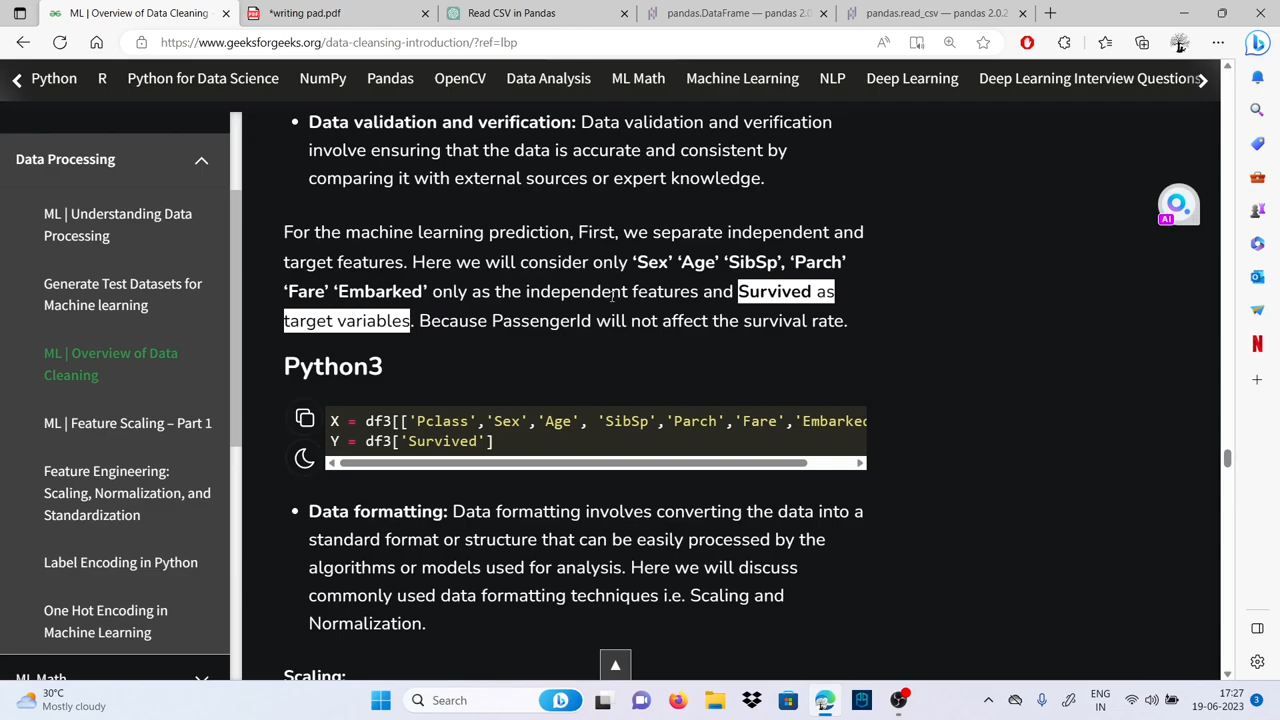 ML | Overview of Data Cleaning
*writing pad.pdf
Read CSV in Pandas
pandas.DataFrame — pandas 2.0
pandas.read_csv — pandas 2.0.2
https://www.geeksforgeeks.org/data-cleansing-introduction/?ref=lbp
Python R Python for Data Science NumPy Pandas OpenCV Data Analysis ML Math Machine Learning NLP Deep Learning Deep Learning Interview Questions
Data Processing
ML | Understanding Data
Processing
Generate Test Datasets for
Machine learning
ML | Overview of Data
Cleaning
ML | Feature Scaling – Part 1
Feature Engineering:
Scaling, Normalization, and
Standardization
Label Encoding in Python
One Hot Encoding in
Machine Learning
ML Math
• Data validation and verification: Data validation and verification
involve ensuring that the data is accurate and consistent by
comparing it with external sources or expert knowledge.
For the machine learning prediction, First, we separate independent and
target features. Here we will consider only ‘Sex’ ‘Age’ ‘SibSp’, ‘Parch’
‘Fare’ ‘Embarked’ only as the independent features and Survived as
target variables. Because PassengerId will not affect the survival rate.
Python3
X = df3[['Pclass','Sex','Age', 'SibSp','Parch','Fare','Embarked
Y = df3['Survived']
• Data formatting: Data formatting involves converting the data into a
standard format or structure that can be easily processed by the
algorithms or models used for analysis. Here we will discuss
commonly used data formatting techniques i.e. Scaling and
Normalization.
Scaling:
AI
30°C
Mostly cloudy
Search
ENG
IN
17:27
19-06-2023
3